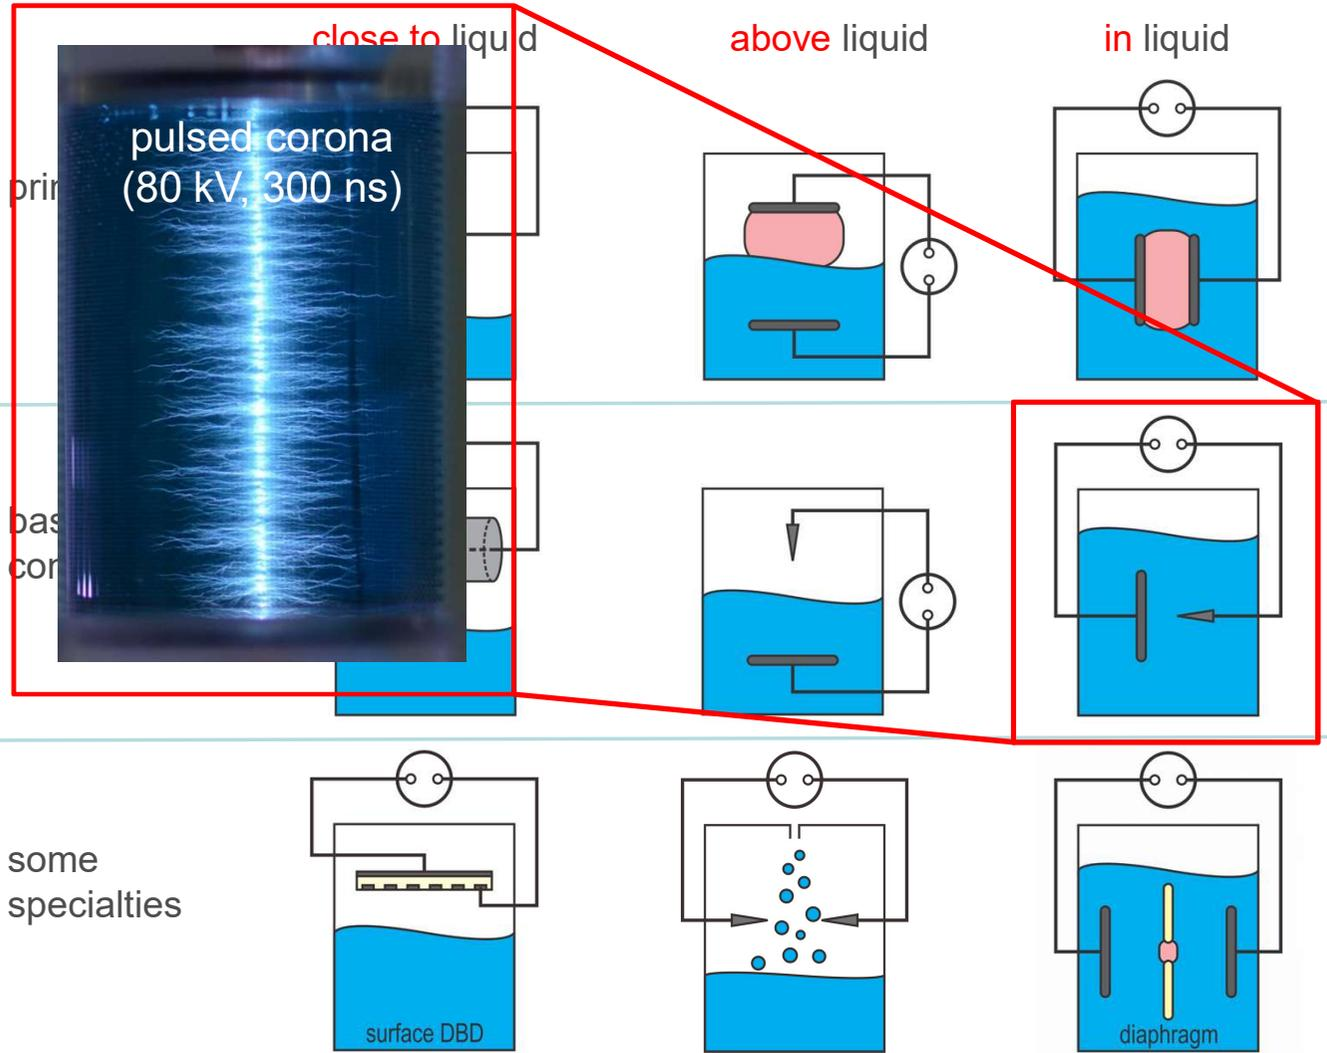 close to liquid
above liquid
in liquid
pulsed corona
(80 kV, 300 ns)
some
specialties
surface DBD
diaphragm